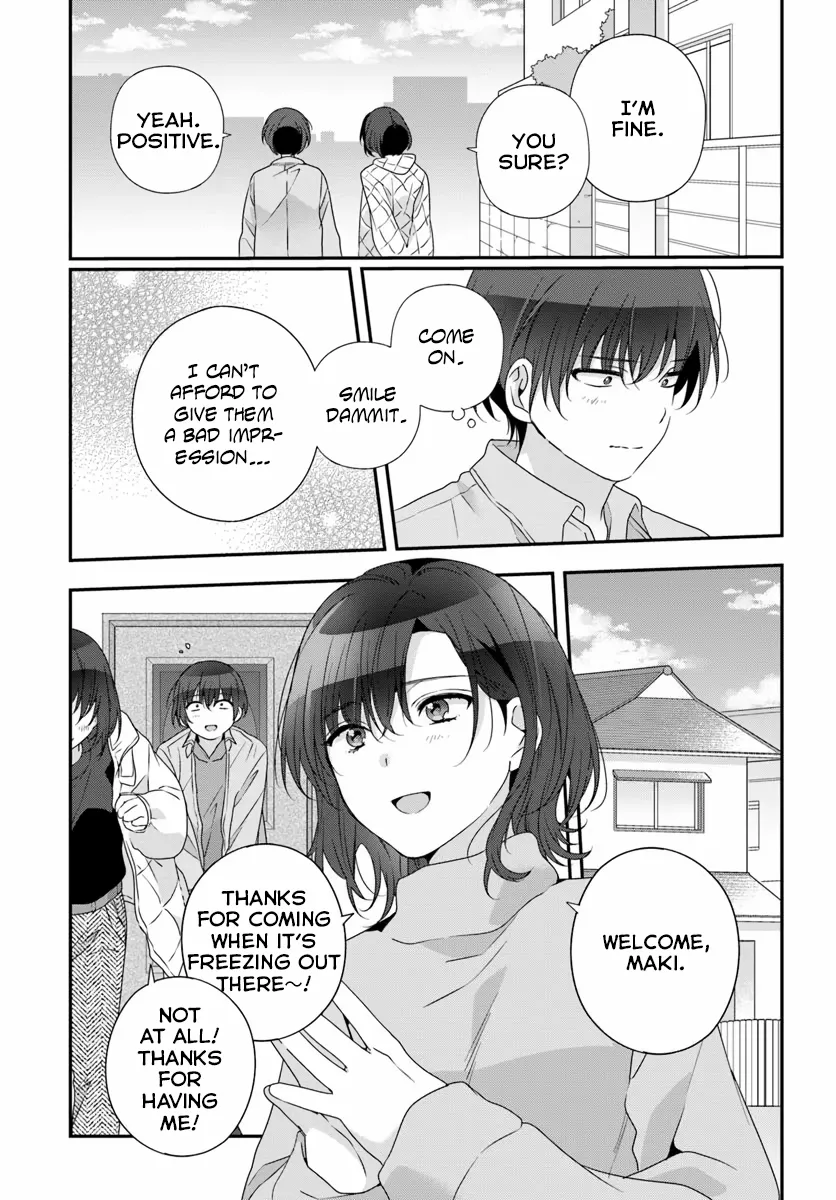 I'M
FINE.
YOU
SURE?
YEAH.
POSITIVE.
COME
ON.
SMILE
DAMMIT.
I CAN'T
AFFORD TO
GIVE THEM
A BAD IMPR-
ESSION...
WELCOME,
MAKI.
THANKS
FOR COMING
WHEN IT'S
FREEZING OUT
THERE~!
NOT
AT ALL!
THANKS
FOR
HAVING
ME!